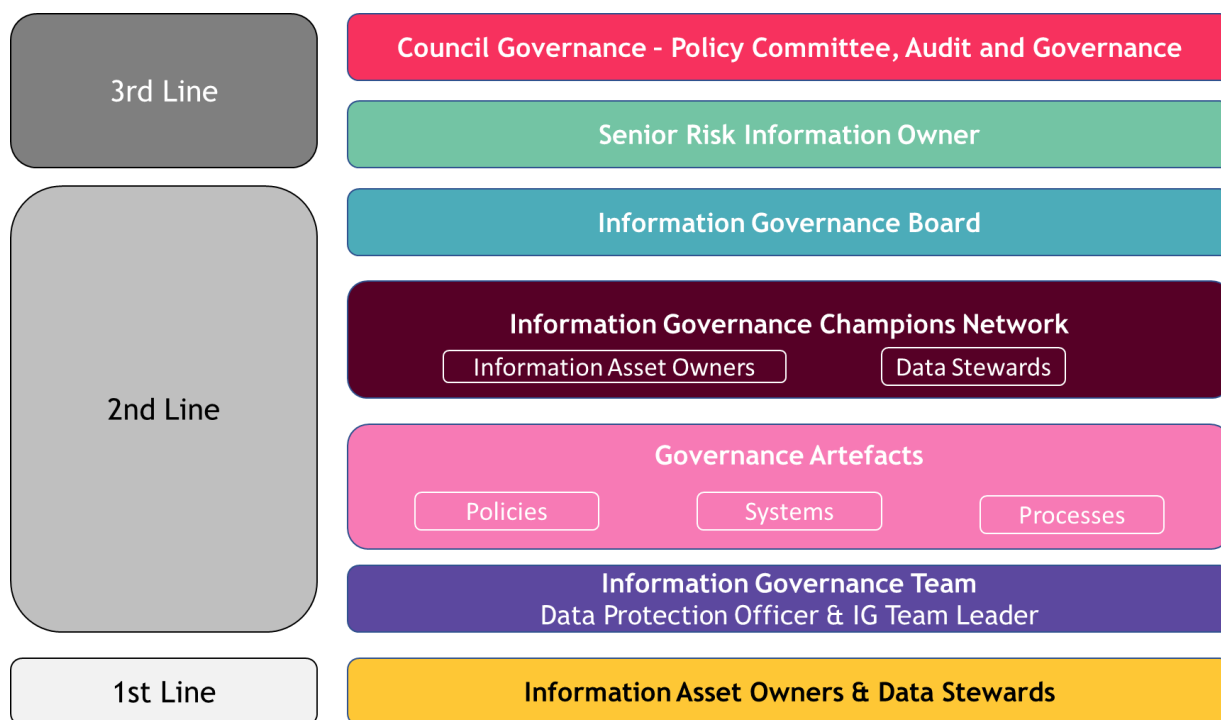 3rd Line
Council Governance - Policy Committee, Audit and Governance
Senior Risk Information Owner
2nd Line
Information Governance Board
Information Governance Champions Network
Information Asset Owners
Data Stewards
Governance Artefacts
Policies
Systems
Processes
Information Governance Team
Data Protection Officer & IG Team Leader
1st Line
Information Asset Owners & Data Stewards